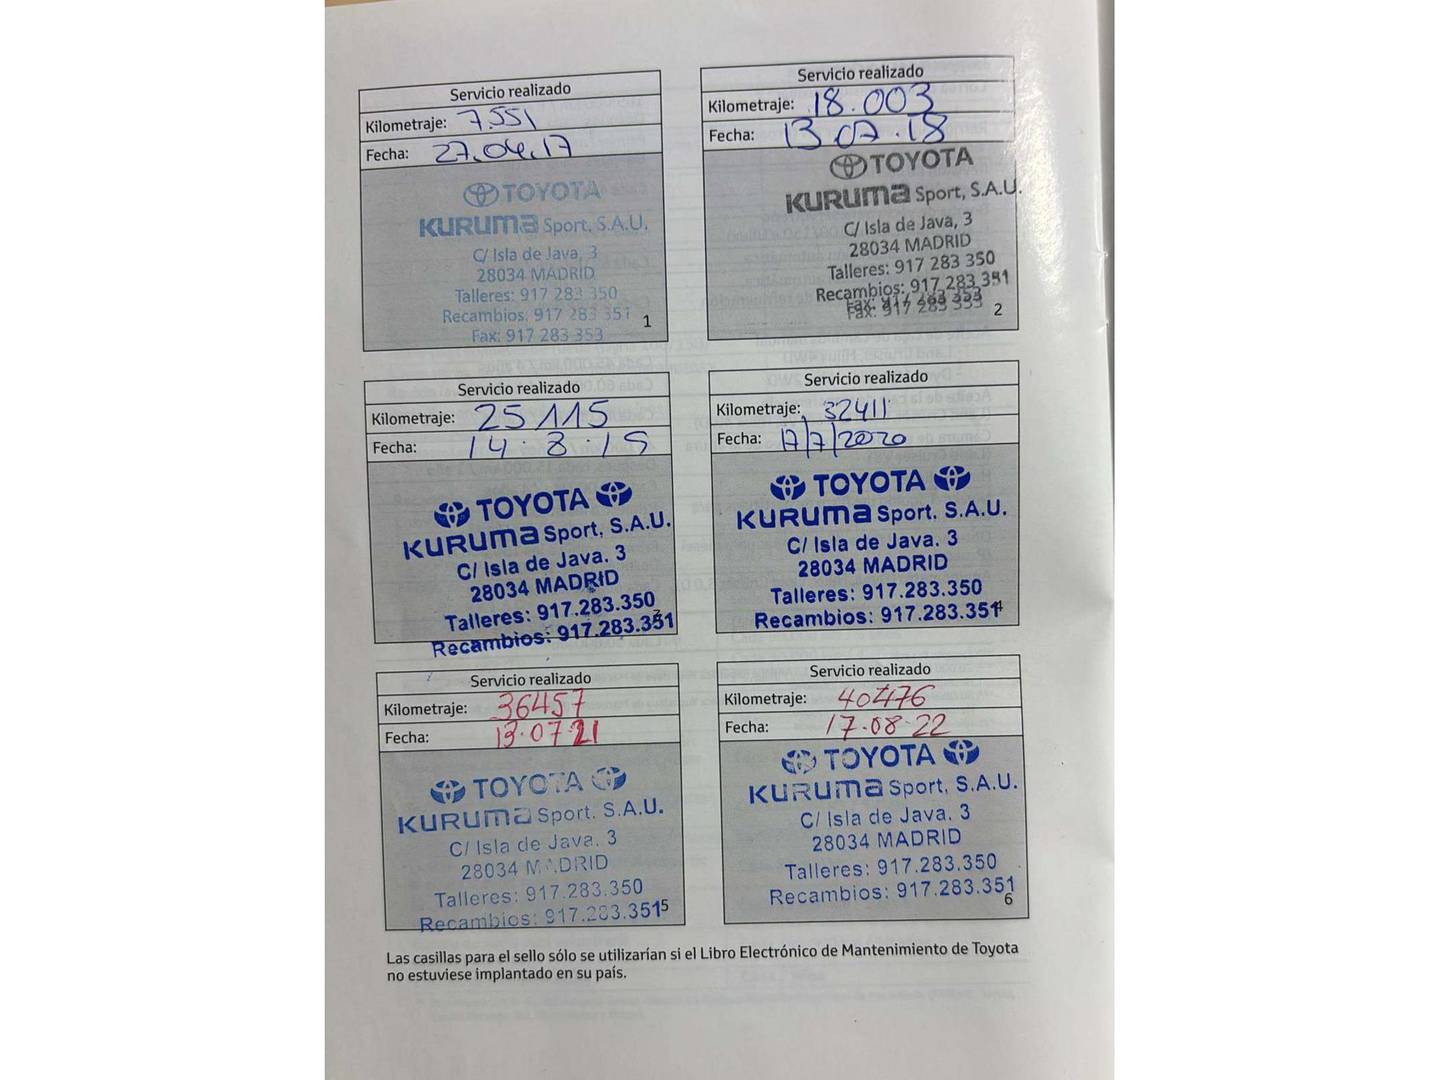 Servicio realizado
Kilometraje: 7.551
Fecha: 27.04.17
TOYOTA
KURUMA Sport, S.A.U.
C/ Isla de Java, 3
28034 MADRID
Talleres: 917 283 350
Recambios: 917 283 351
Fax: 917 283 353
1
Servicio realizado
Kilometraje: 18.003
Fecha: 13.07.18
TOYOTA
KURUMA Sport, S.A.U.
C/ Isla de Java, 3
28034 MADRID
Talleres: 917 283 350
Recambios: 917 283 351
Fax: 917 283 353
2
Servicio realizado
Kilometraje: 25115
Fecha: 14.8.19
TOYOTA
KURUMA Sport, S.A.U.
C/ Isla de Java. 3
28034 MADRID
Talleres: 917.283.350
3
Recambios: 917.283.351
Servicio realizado
Kilometraje: 32411
Fecha: 17/7/2020
TOYOTA
KURUMA Sport. S.A.U.
C/ Isla de Java. 3
28034 MADRID
Talleres: 917.283.350
Recambios: 917.283.351
4
Servicio realizado
Kilometraje: 36457
Fecha: 13.07.21
TOYOTA
KURUMA Sport. S.A.U.
C/ Isla de Java. 3
28034 MADRID
Talleres: 917.283.350
Recambios: 917.283.351
5
Servicio realizado
Kilometraje: 40476
Fecha: 17.08.22
TOYOTA
KURUMA Sport, S.A.U.
C/ Isla de Java. 3
28034 MADRID
Talleres: 917.283.350
Recambios: 917.283.351
6
Las casillas para el sello sólo se utilizarían si el Libro Electrónico de Mantenimiento de Toyota
no estuviese implantado en su país.